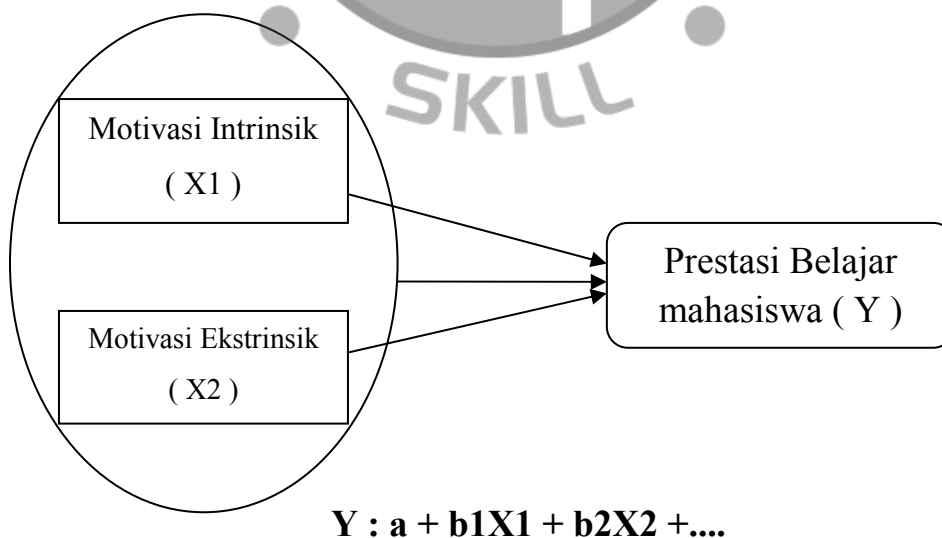 SKILL
Motivasi Intrinsik
( X1 )
Prestasi Belajar
mahasiswa ( Y )
Motivasi Ekstrinsik
( X2 )
Y : a + b1X1 + b2X2 +....